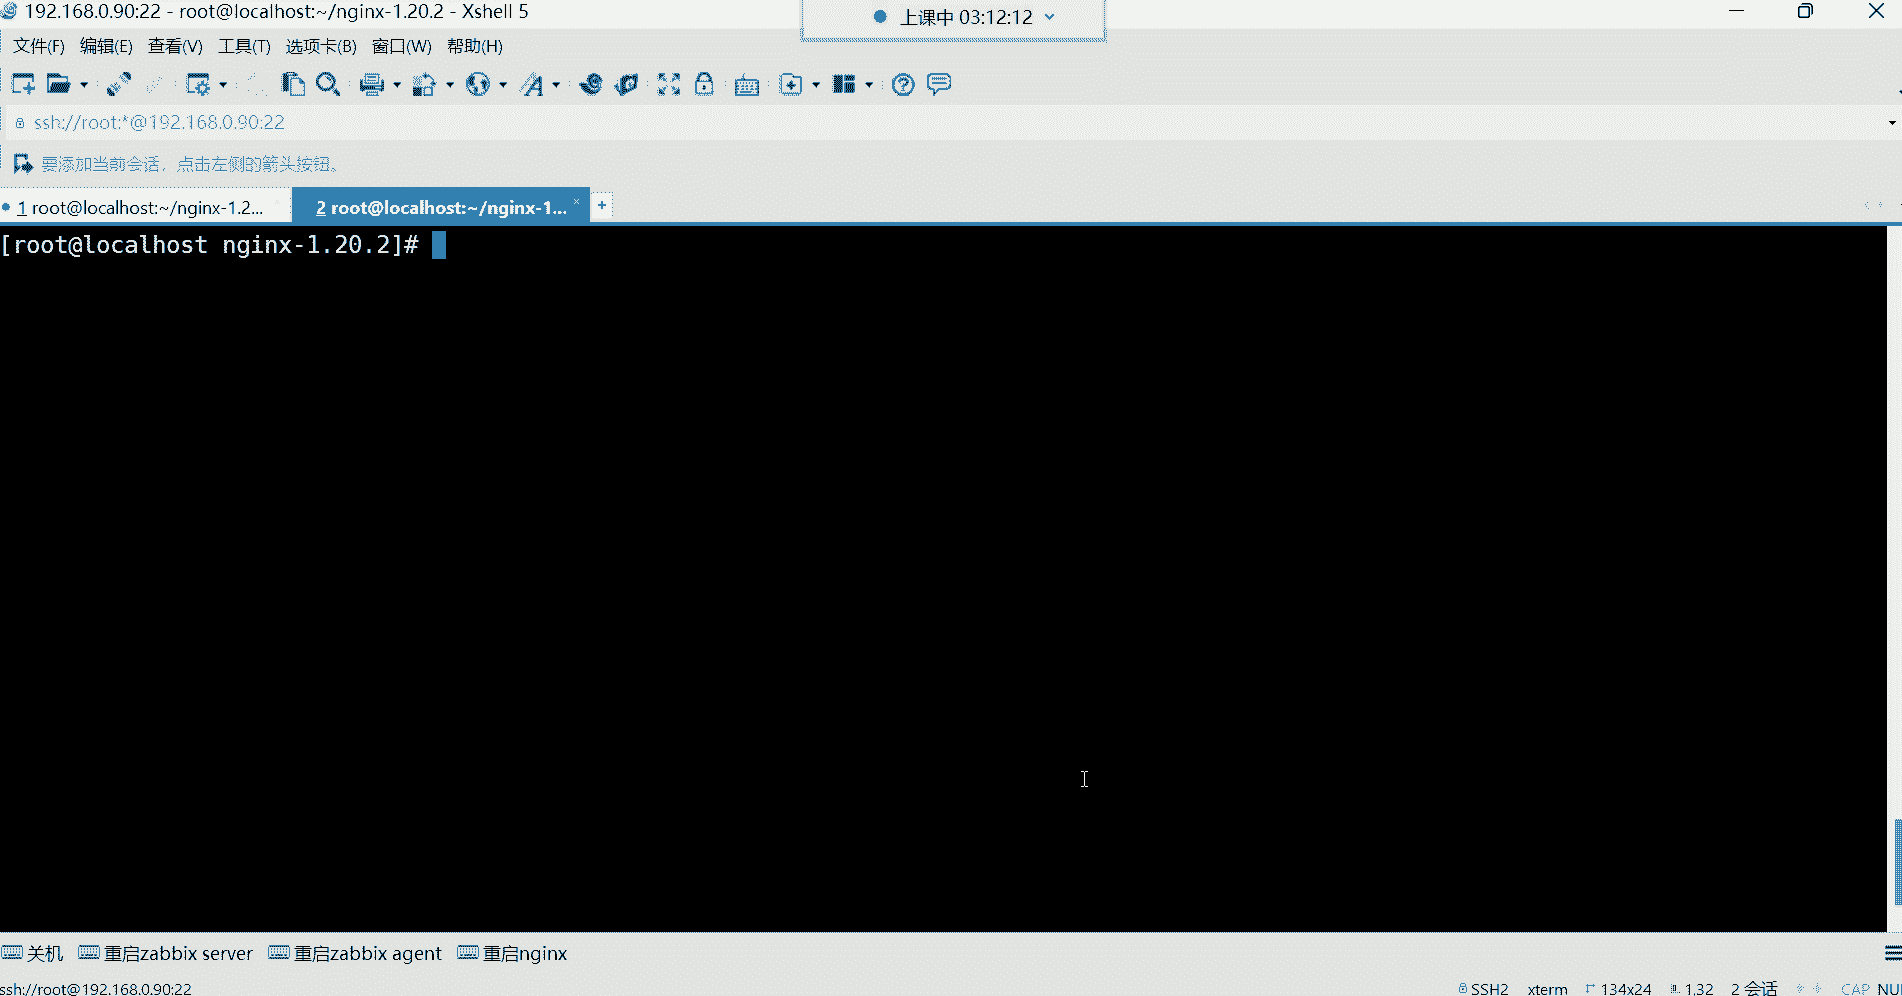 192.168.0.90:22 - root@localhost:~/nginx-1.20.2 - Xshell 5
上课中 03:12:12
文件(F) 编辑(E) 查看(V) 工具(T) 选项卡(B) 窗口(W) 帮助(H)
ssh://root:*@192.168.0.90:22
要添加当前会话，点击左侧的箭头按钮。
1 root@localhost:~/nginx-1.2...
2 root@localhost:~/nginx-1... × +
[root@localhost nginx-1.20.2]#
关机 重启zabbix server 重启zabbix agent 重启nginx
ssh://root@192.168.0.90:22
SSH2 xterm 134x24 1,32 2 会话 CAP NU